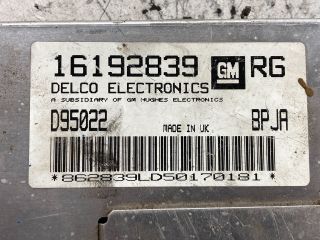 16192839 GM RG
DELCO ELECTRONICS
A SUBSIDIARY OF GM HUGHES ELECTRONICS
D95022 MADE IN UK BPJA
*862839LD50170181*